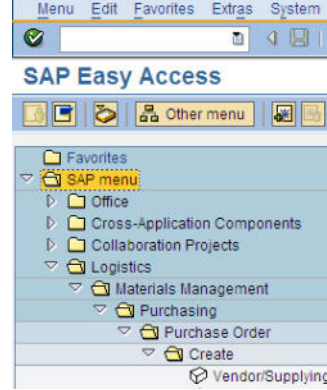 Menu Edit Favorites Extras System
SAP Easy Access
Other menu
Favorites
SAP menu
Office
Cross-Application Components
Collaboration Projects
Logistics
Materials Management
Purchasing
Purchase Order
Create
Vendor/Supplying